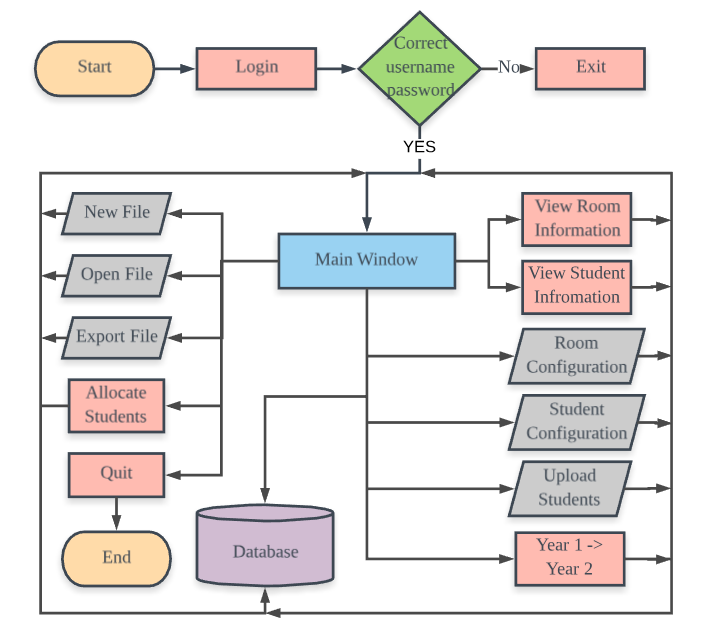 Start
Login
Correct
username
password
No
Exit
YES
New File
Open File
Export File
Allocate
Students
Quit
End
Main Window
Database
View Room
Information
View Student
Infromation
Room
Configuration
Student
Configuration
Upload
Students
Year 1 ->
Year 2